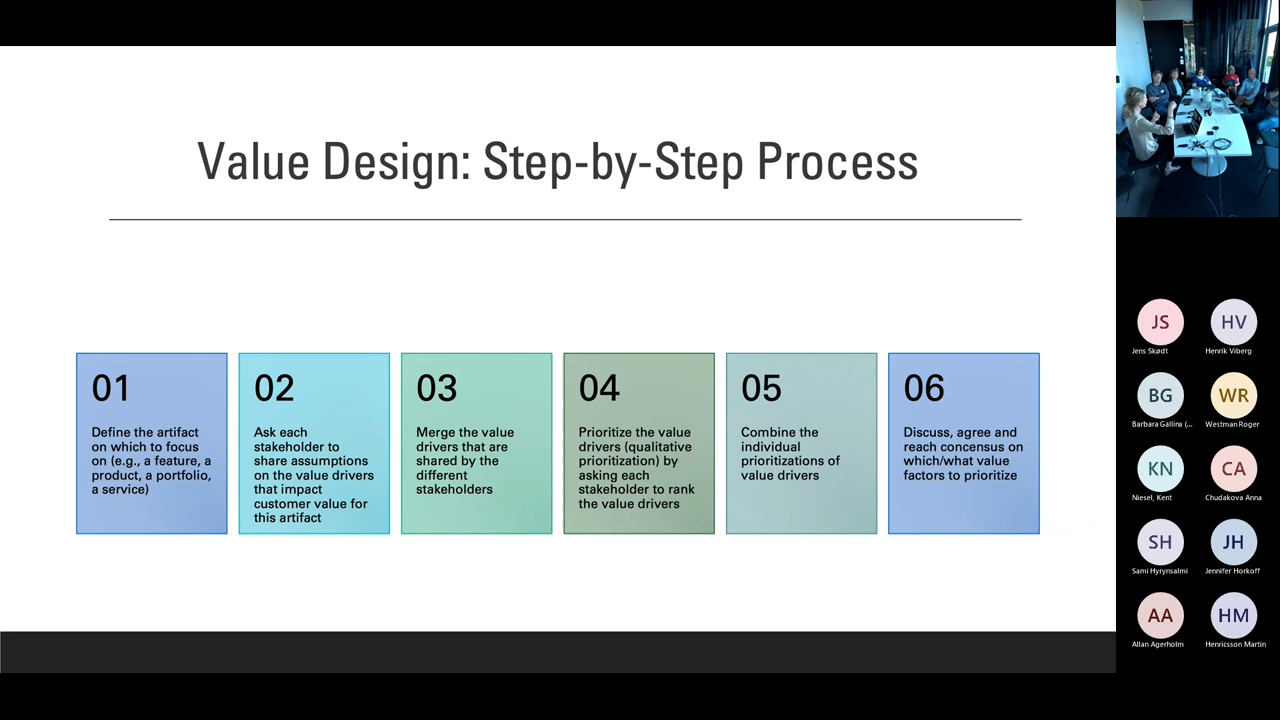 Value Design: Step-by-Step Process
01
Define the artifact
on which to focus
on (e.g., a feature, a
product, a portfolio,
a service)
02
Ask each
stakeholder to
share assumptions
on the value drivers
that impact
customer value for
this artifact
03
Merge the value
drivers that are
shared by the
different
stakeholders
04
Prioritize the value
drivers (qualitative
prioritization) by
asking each
stakeholder to rank
the value drivers
05
Combine the
individual
prioritizations of
value drivers
06
Discuss, agree and
reach concensus on
which/what value
factors to prioritize
JS
Jens Skødt
HV
Henrik Viberg
BG
Barbara Gallina (...
WR
Westman Roger
KN
Niesel, Kent
CA
Chudakova Anna
SH
Sami Hyrynsalmi
JH
Jennifer Horkoff
AA
Allan Agerholm
HM
Henricsson Martin